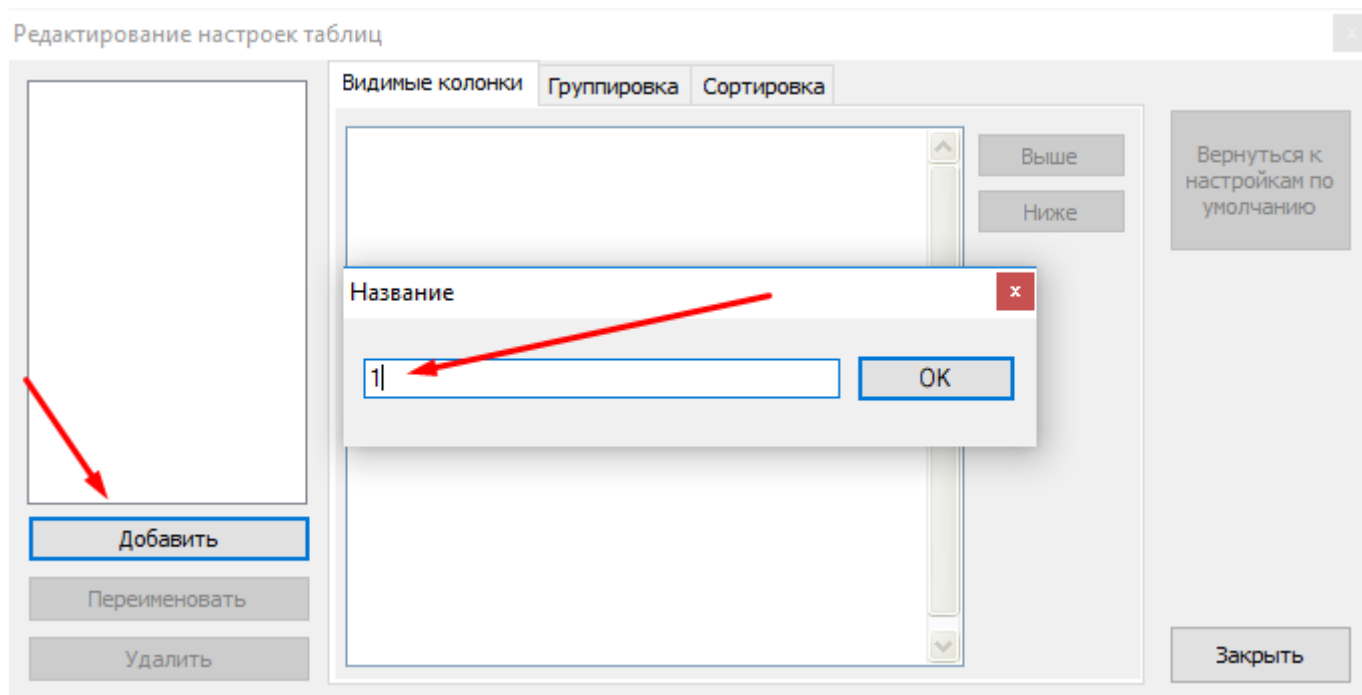 Редактирование настроек таблиц
x
Видимые колонки
Группировка
Сортировка
Выше
Ниже
Вернуться к
настройкам по
умолчанию
Название
x
1
OK
Добавить
Переименовать
Удалить
Закрыть